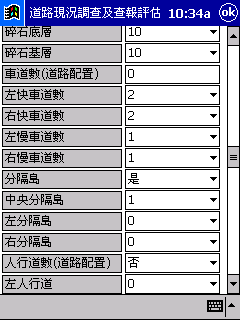 道路現況調查及查報評估 10:34a ok
碎石底層 10
碎石基層 10
車道數(道路配置) 0
左快車道數 2
右快車道數 2
左慢車道數 1
右慢車道數 1
分隔島 是
中央分隔島 1
左分隔島 0
右分隔島 0
人行道數(道路配置) 否
左人行道 0